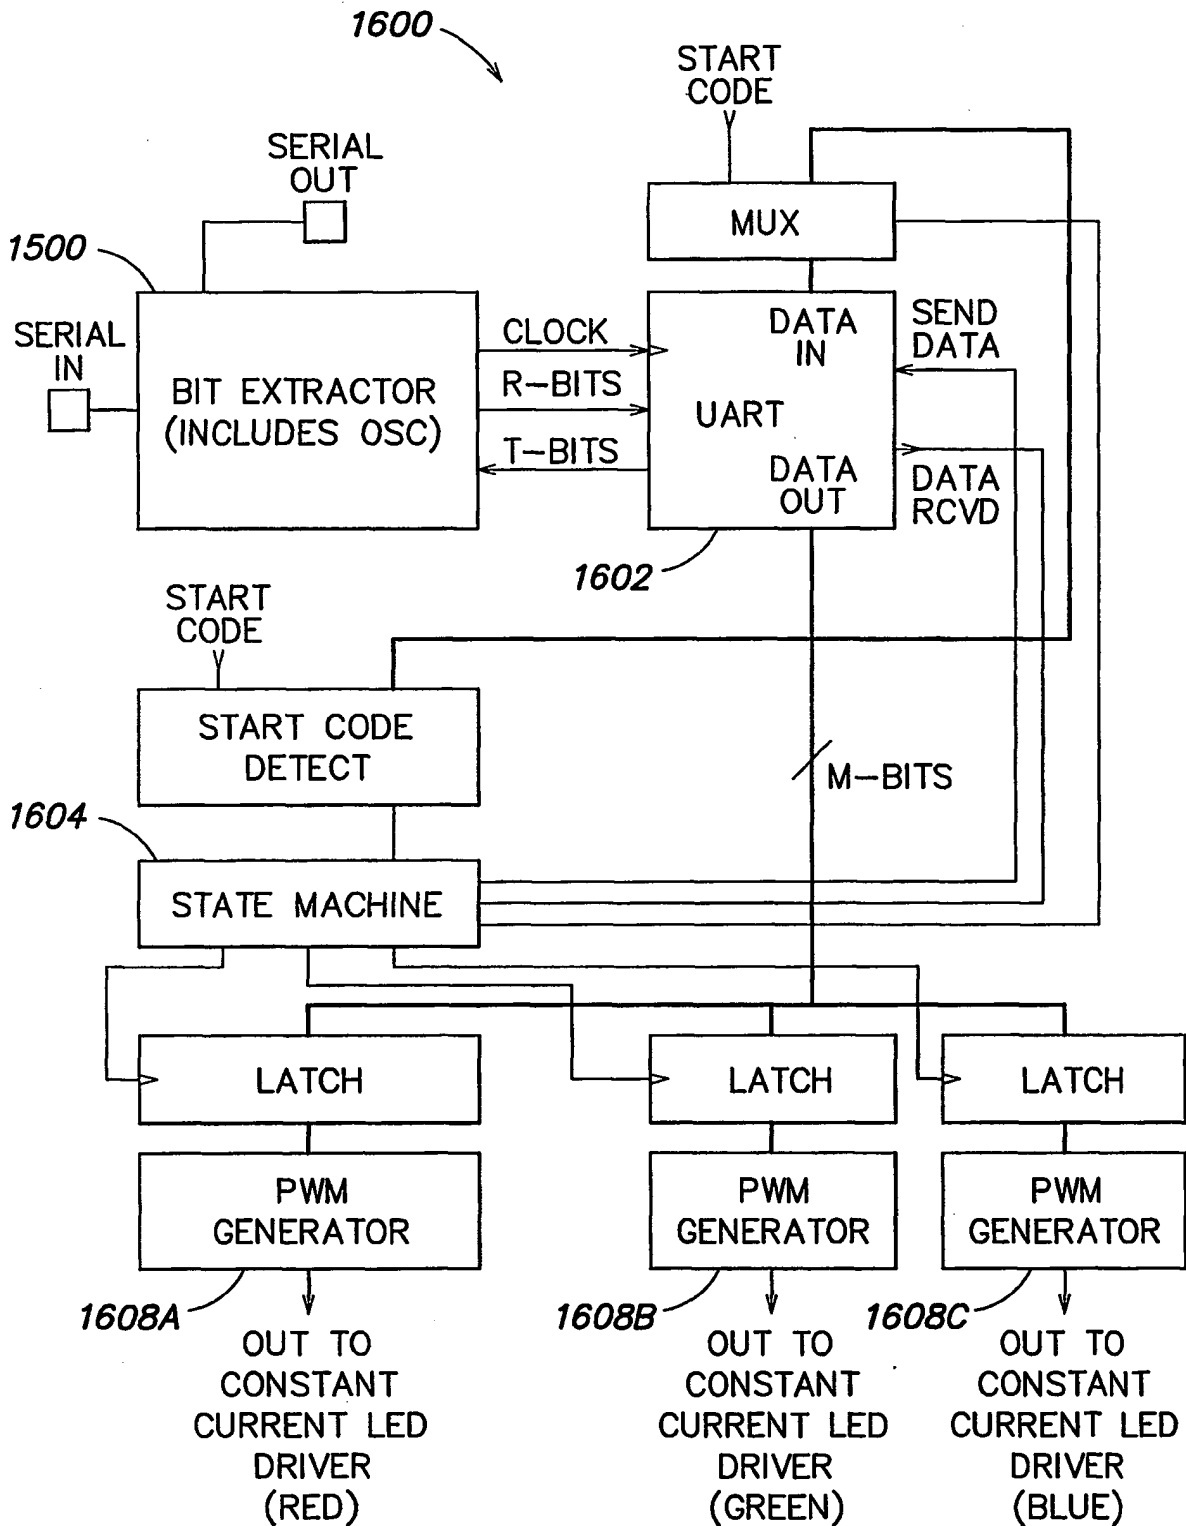 1600
START
CODE
SERIAL
OUT
MUX
1500
SERIAL
IN
BIT EXTRACTOR
(INCLUDES OSC)
CLOCK
R-BITS
T-BITS
DATA
IN
UART
DATA
OUT
SEND
DATA
DATA
RCVD
1602
START
CODE
START CODE
DETECT
M-BITS
1604
STATE MACHINE
LATCH
LATCH
LATCH
PWM
GENERATOR
PWM
GENERATOR
PWM
GENERATOR
1608A
1608B
1608C
OUT TO
CONSTANT
CURRENT LED
DRIVER
(RED)
OUT TO
CONSTANT
CURRENT LED
DRIVER
(GREEN)
OUT TO
CONSTANT
CURRENT LED
DRIVER
(BLUE)